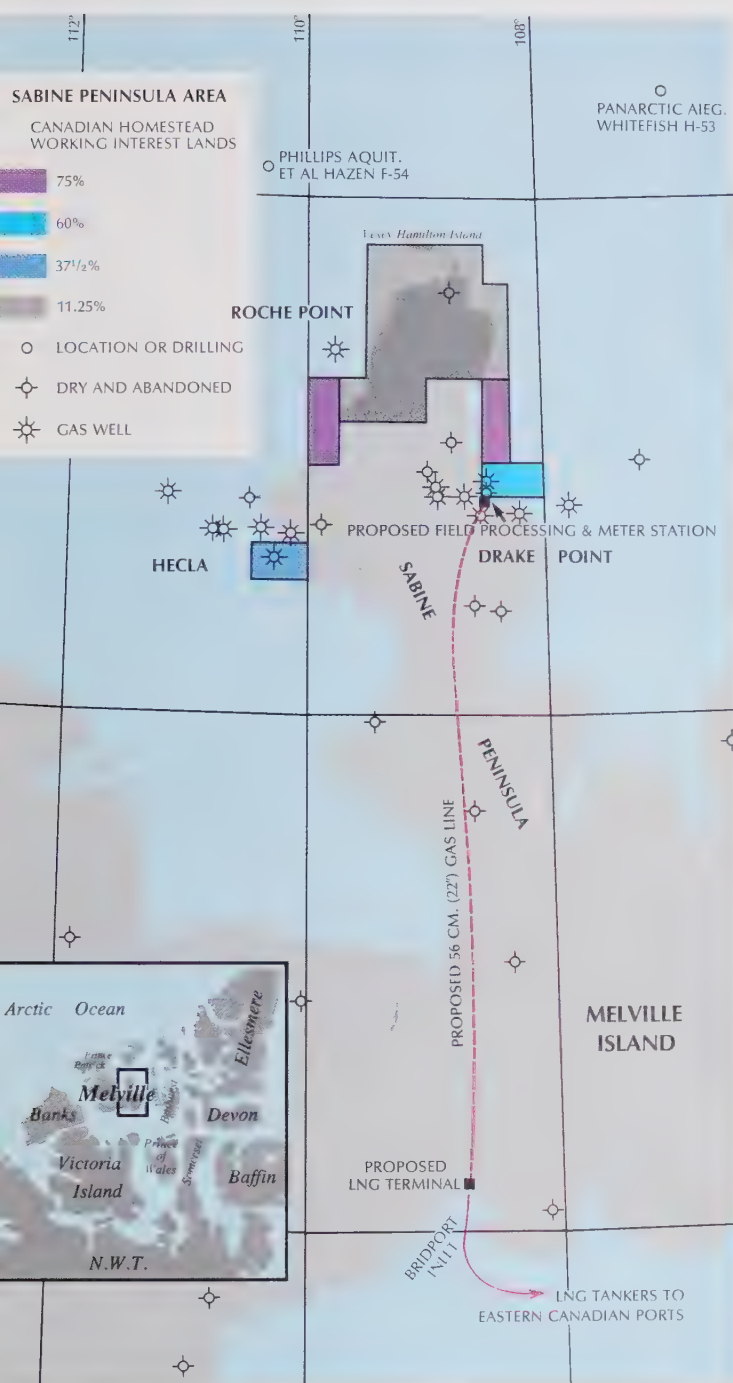 112°
110°
108°
SABINE PENINSULA AREA
CANADIAN HOMESTEAD
WORKING INTEREST LANDS
75%
60%
37½%
11.25%
LOCATION OR DRILLING
DRY AND ABANDONED
GAS WELL
PANARCTIC AIEG.
WHITEFISH H-53
PHILLIPS AQUIT.
ET AL HAZEN F-54
Hamilton Island
ROCHE POINT
PROPOSED FIELD PROCESSING & METER STATION
DRAKE POINT
HECLA
SABINE
PENINSULA
PROPOSED 56 CM. (22") GAS LINE
MELVILLE
ISLAND
PROPOSED
LNG TERMINAL
BRIDPORT
INLET
LNG TANKERS TO
EASTERN CANADIAN PORTS
Arctic Ocean
Ellesmere
Prince
Patrick
Melville
Banks
Devon
Prince
of
Wales
Somerset
Victoria
Island
Baffin
N.W.T.